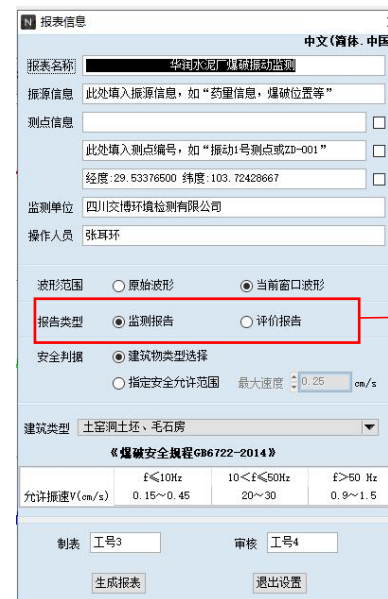 N 报表信息
中文(简体.中国
报表名称 华润水泥厂爆破振动监测
振源信息 此处填入振源信息，如“药量信息，爆破位置等”
测点信息
此处填入测点编号，如“振动1号测点或ZD-001”
经度:29.53376500 纬度:103.72428667
监测单位 四川交博环境检测有限公司
操作人员 张耳环
波形范围 原始波形 当前窗口波形
报告类型 监测报告 评价报告
安全判据 建筑物类型选择
指定安全允许范围 最大速度 0.25 cm/s
建筑类型 土窑洞土坯、毛石房
《爆破安全规程GB6722-2014》
f≤10Hz 10<f≤50Hz f>50 Hz
允许振速V(cm/s) 0.15～0.45 20～30 0.9～1.5
制表 工号3 审核 工号4
生成报表 退出设置